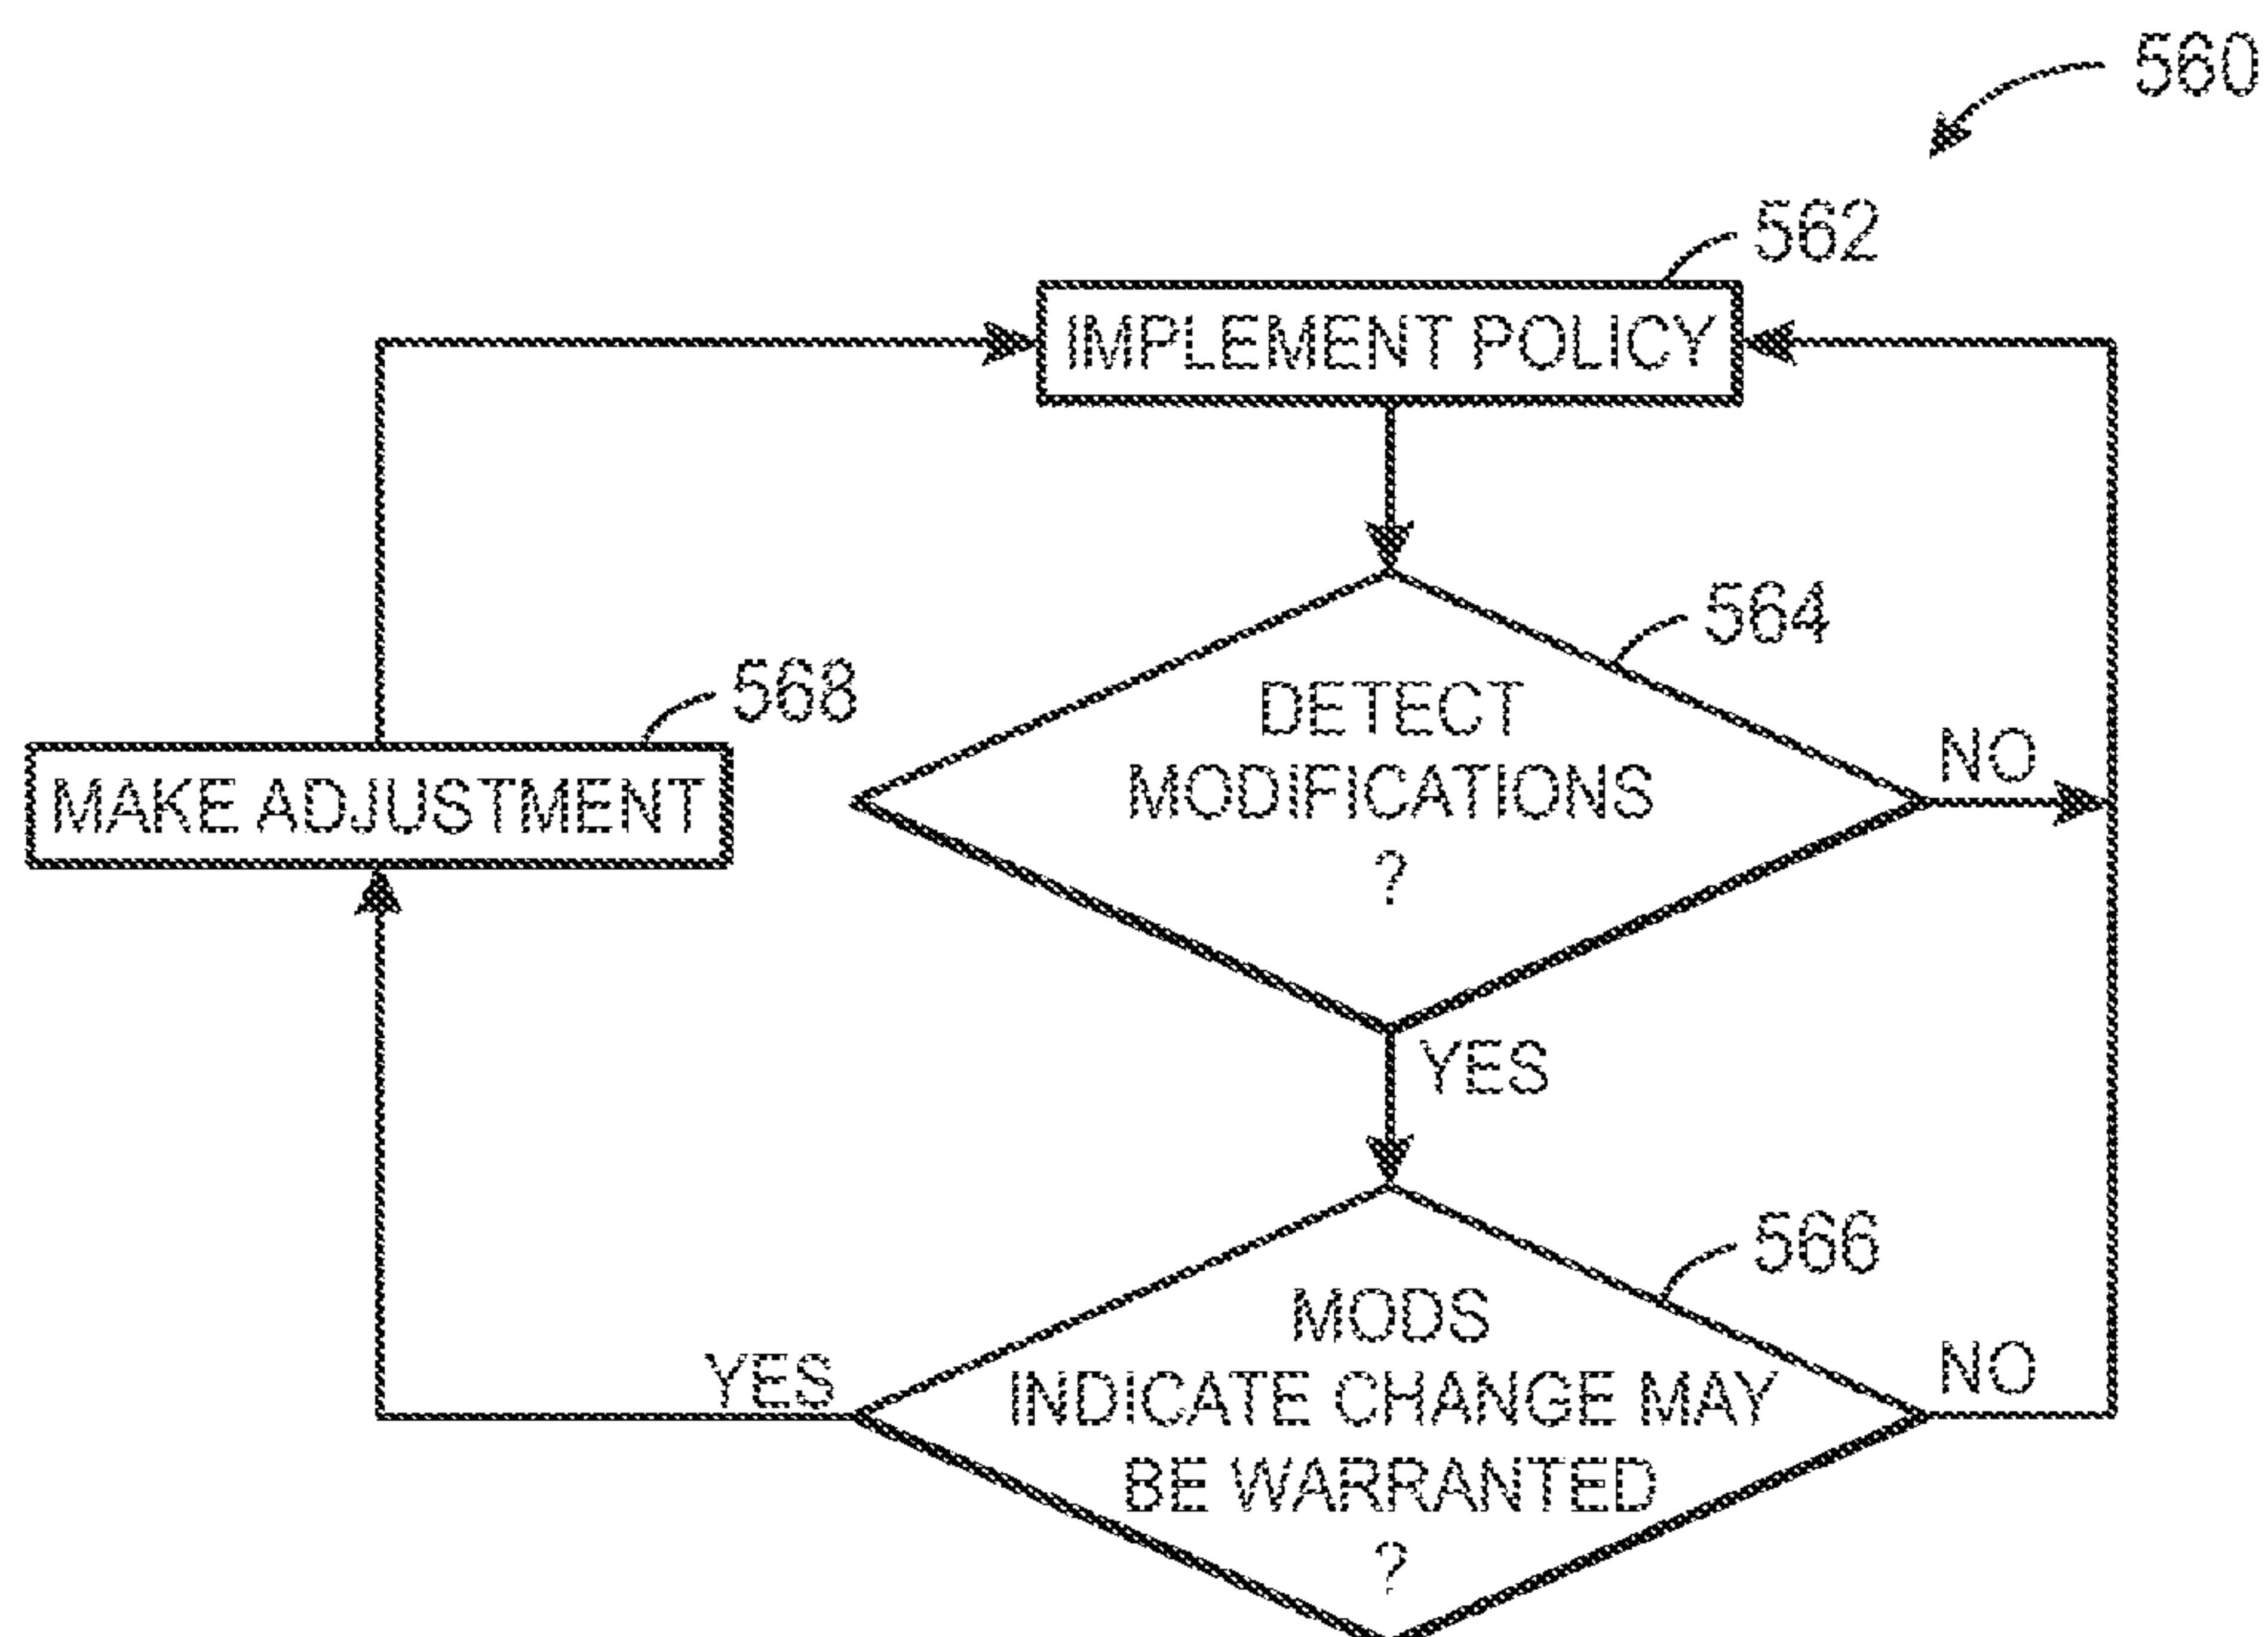 560
562
IMPLEMENT POLICY
564
DETECT
MODIFICATIONS
?
NO
568
MAKE ADJUSTMENT
YES
566
MODS
INDICATE CHANGE MAY
BE WARRANTED
?
YES
NO